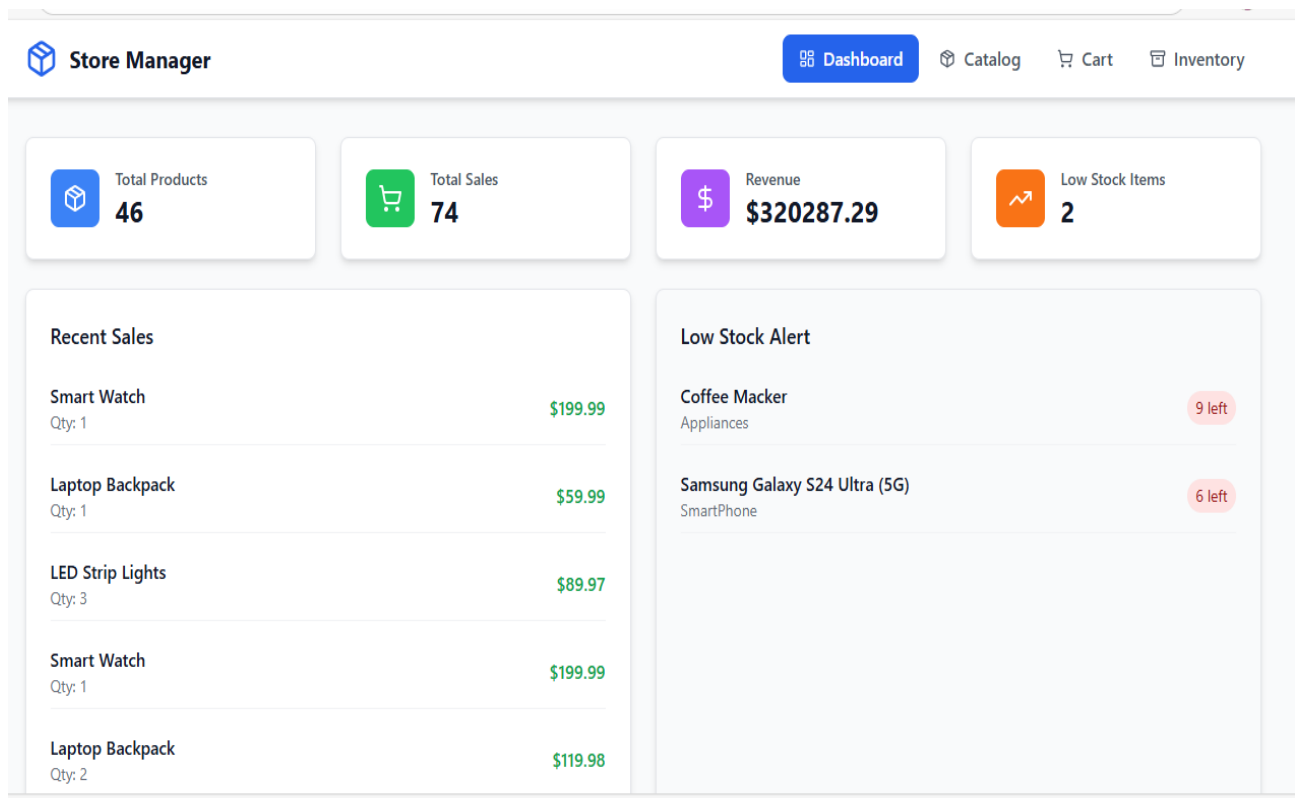 Store Manager
Dashboard
Catalog
Cart
Inventory
Total Products
46
Total Sales
74
Revenue
$320287.29
Low Stock Items
2
Recent Sales
Smart Watch
Qty: 1
$199.99
Laptop Backpack
Qty: 1
$59.99
LED Strip Lights
Qty: 3
$89.97
Smart Watch
Qty: 1
$199.99
Laptop Backpack
Qty: 2
$119.98
Low Stock Alert
Coffee Macker
Appliances
9 left
Samsung Galaxy S24 Ultra (5G)
SmartPhone
6 left